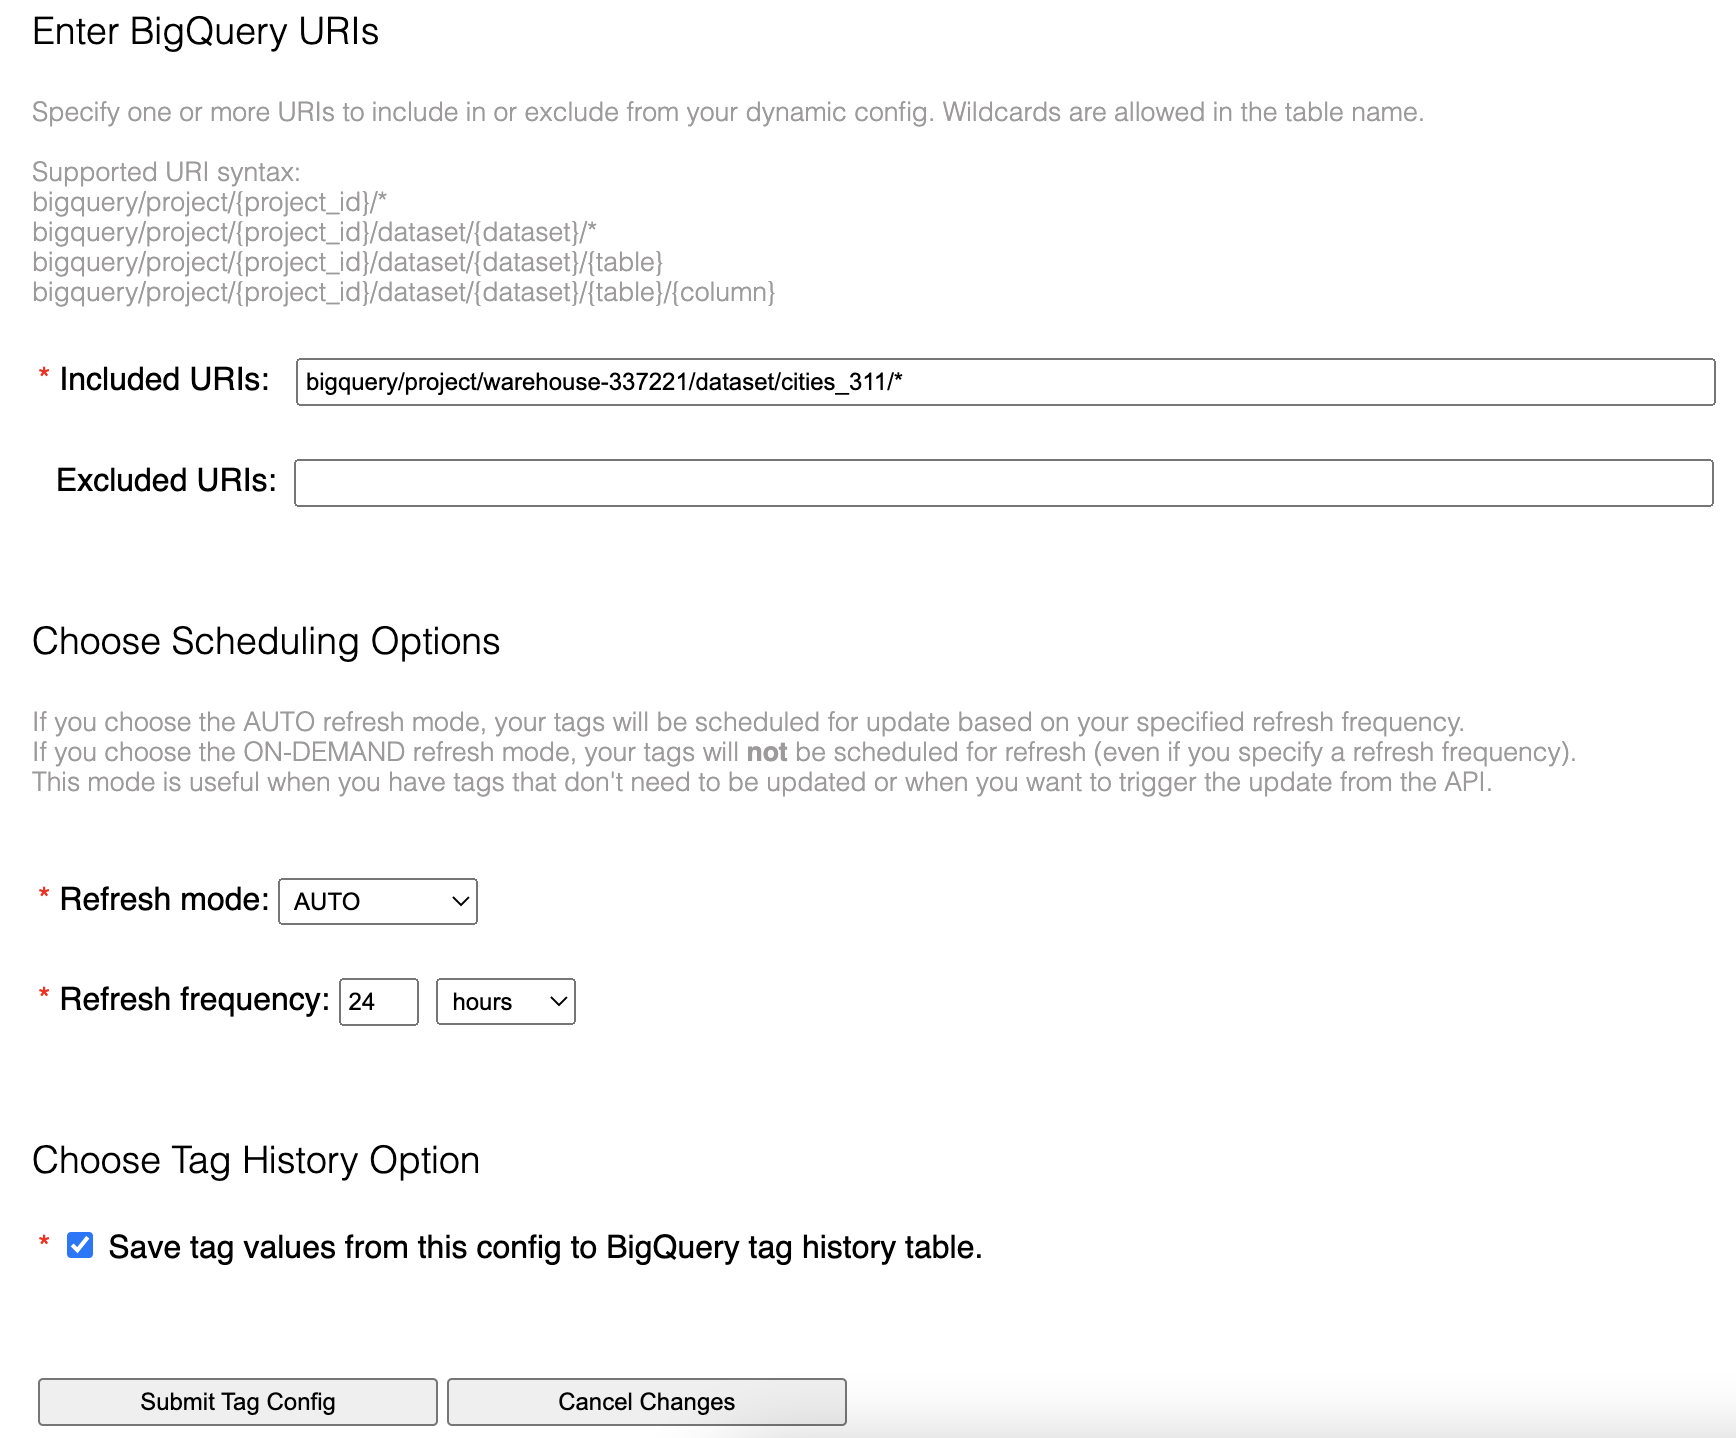 Enter BigQuery URIs
Specify one or more URIs to include in or exclude from your dynamic config. Wildcards are allowed in the table name.
Supported URI syntax:
bigquery/project/{project_id}/*
bigquery/project/{project_id}/dataset/{dataset}/*
bigquery/project/{project_id}/dataset/{dataset}/{table}
bigquery/project/{project_id}/dataset/{dataset}/{table}/{column}
* Included URIs: bigquery/project/warehouse-337221/dataset/cities_311/*
Excluded URIs:
Choose Scheduling Options
If you choose the AUTO refresh mode, your tags will be scheduled for update based on your specified refresh frequency.
If you choose the ON-DEMAND refresh mode, your tags will not be scheduled for refresh (even if you specify a refresh frequency).
This mode is useful when you have tags that don't need to be updated or when you want to trigger the update from the API.
* Refresh mode: AUTO
* Refresh frequency: 24 hours
Choose Tag History Option
* Save tag values from this config to BigQuery tag history table.
Submit Tag Config Cancel Changes